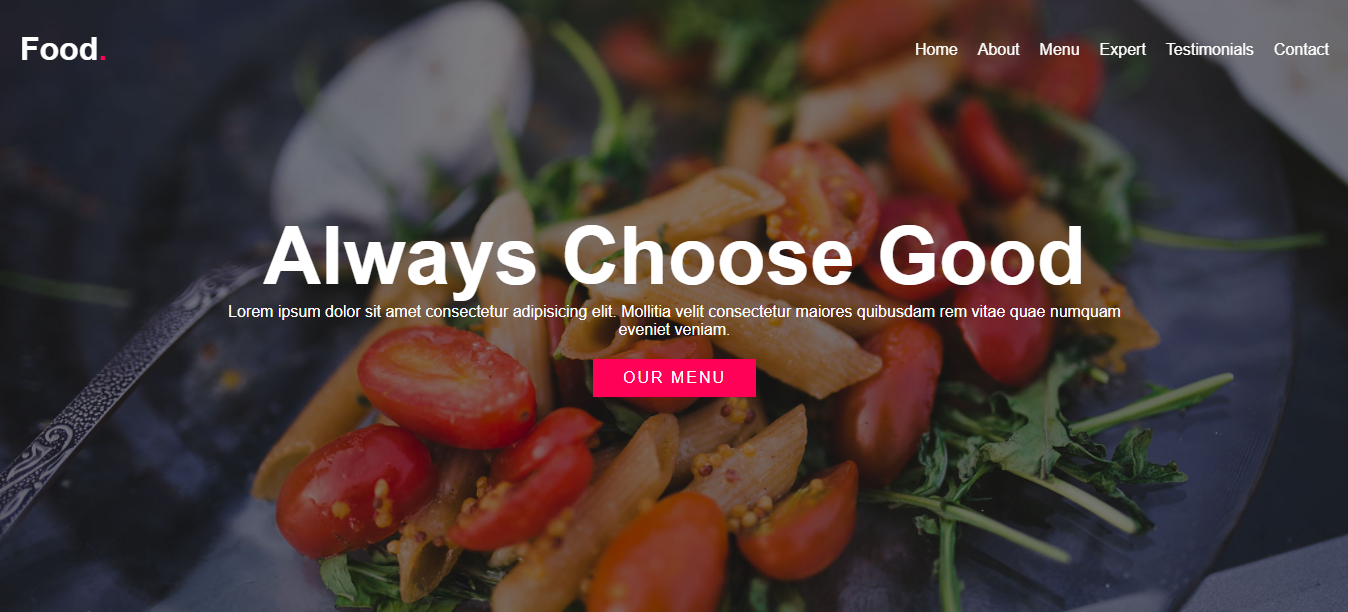 Food.
Home About Menu Expert Testimonials Contact
Always Choose Good
Lorem ipsum dolor sit amet consectetur adipisicing elit. Mollitia velit consectetur maiores quibusdam rem vitae quae numquam
eveniet veniam.
OUR MENU